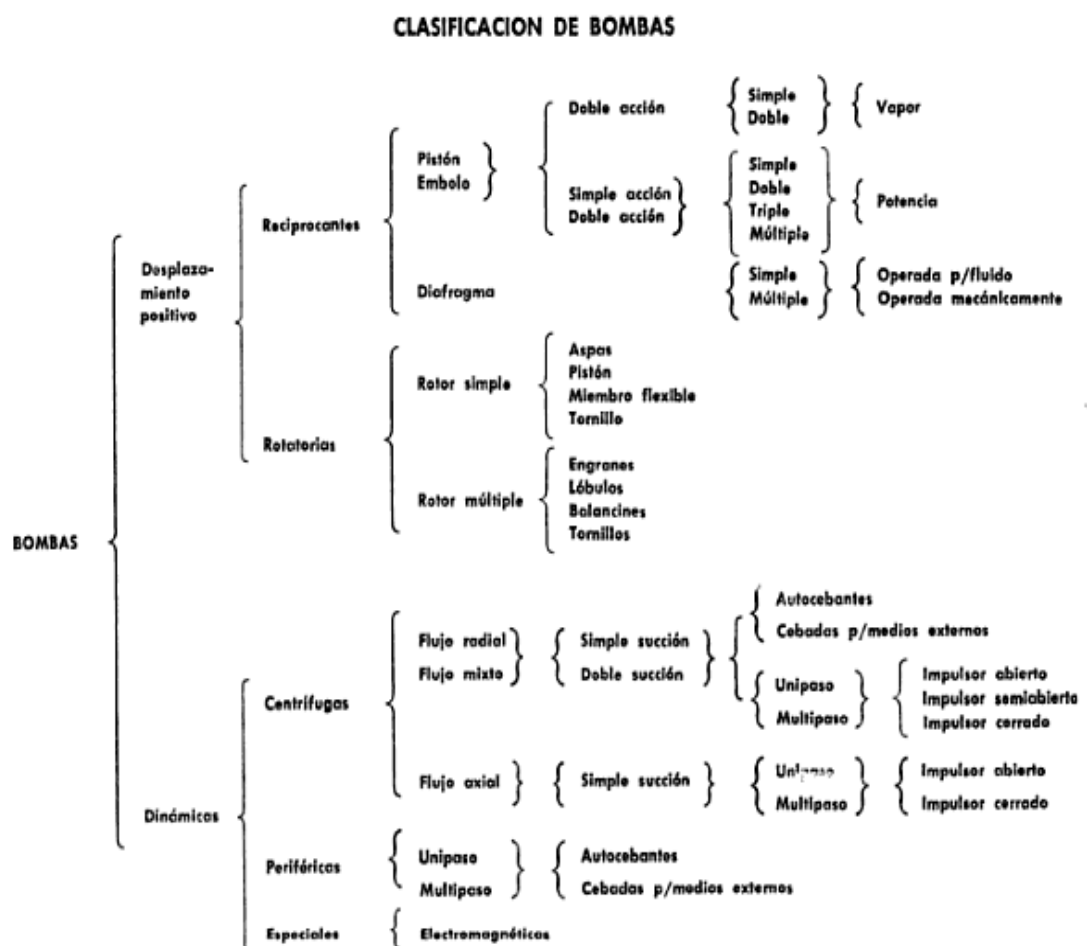 CLASIFICACION DE BOMBAS
BOMBAS
Desplaza-
miento
positivo
Reciprocantes
Pistón
Embolo
Doble acción
Simple
Doble
Vapor
Simple acción
Doble acción
Simple
Doble
Triple
Múltiple
Potencia
Diafragma
Simple
Múltiple
Operada p/fluido
Operada mecánicamente
Rotatorias
Rotor simple
Aspas
Pistón
Miembro flexible
Tornillo
Rotor múltiple
Engranes
Lóbulos
Balancines
Tornillos
Dinámicas
Centrífugas
Flujo radial
Flujo mixto
Simple succión
Doble succión
Autocebantes
Cebadas p/medios externos
Unipaso
Multipaso
Impulsor abierto
Impulsor semiabierto
Impulsor cerrado
Flujo axial
Simple succión
Unipaso
Multipaso
Impulsor abierto
Impulsor cerrado
Periféricas
Unipaso
Multipaso
Autocebantes
Cebadas p/medios externos
Especiales
Electromagnéticas